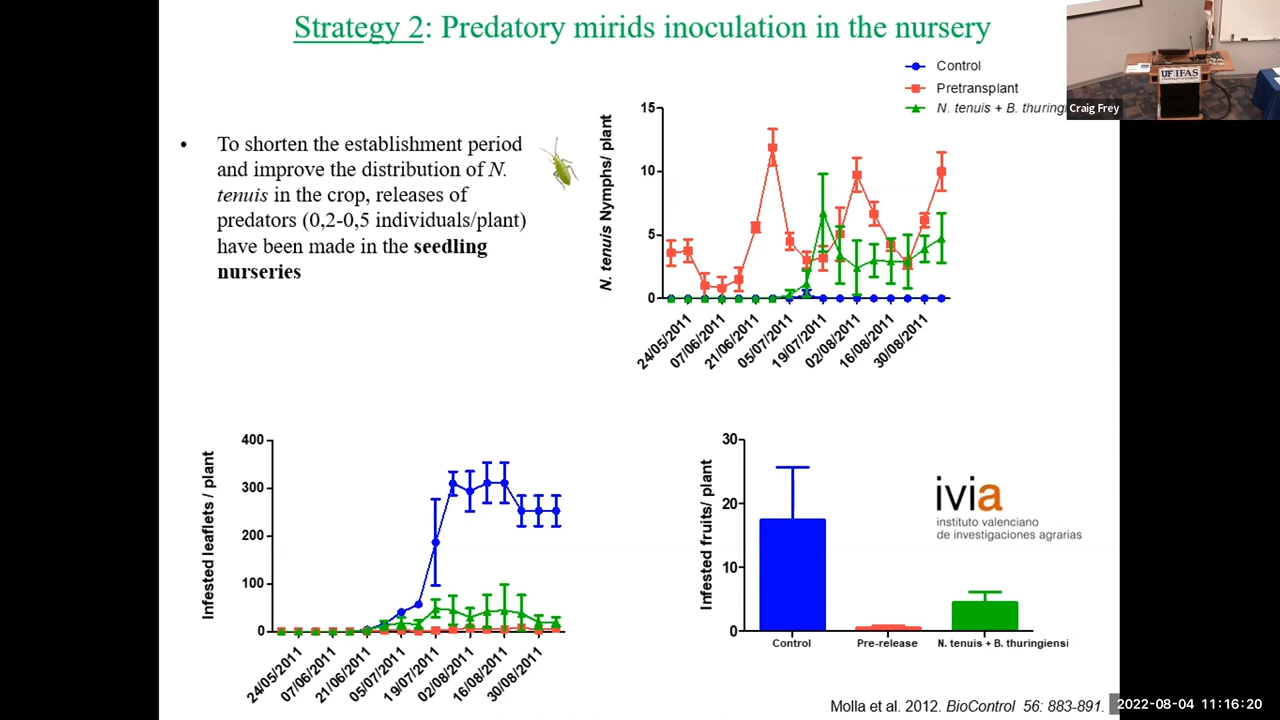 Strategy 2: Predatory mirids inoculation in the nursery
UF IFAS
Craig Frey
• To shorten the establishment period
and improve the distribution of N.
tenuis in the crop, releases of
predators (0,2-0,5 individuals/plant)
have been made in the seedling
nurseries
Control
Pretransplant
N. tenuis + B. thuringi
N. tenuis Nymphs/ plant
15
10
5
0
24/05/2011
07/06/2011
21/06/2011
05/07/2011
19/07/2011
02/08/2011
16/08/2011
30/08/2011
Infested leaflets / plant
400
300
200
100
0
24/05/2011
07/06/2011
21/06/2011
05/07/2011
19/07/2011
02/08/2011
16/08/2011
30/08/2011
Infested fruits/ plant
30
20
10
0
Control
Pre-release
N. tenuis + B. thuringiensi
ivia
instituto valenciano
de investigaciones agrarias
Molla et al. 2012. BioControl 56: 883-891.
2022-08-04 11:16:20